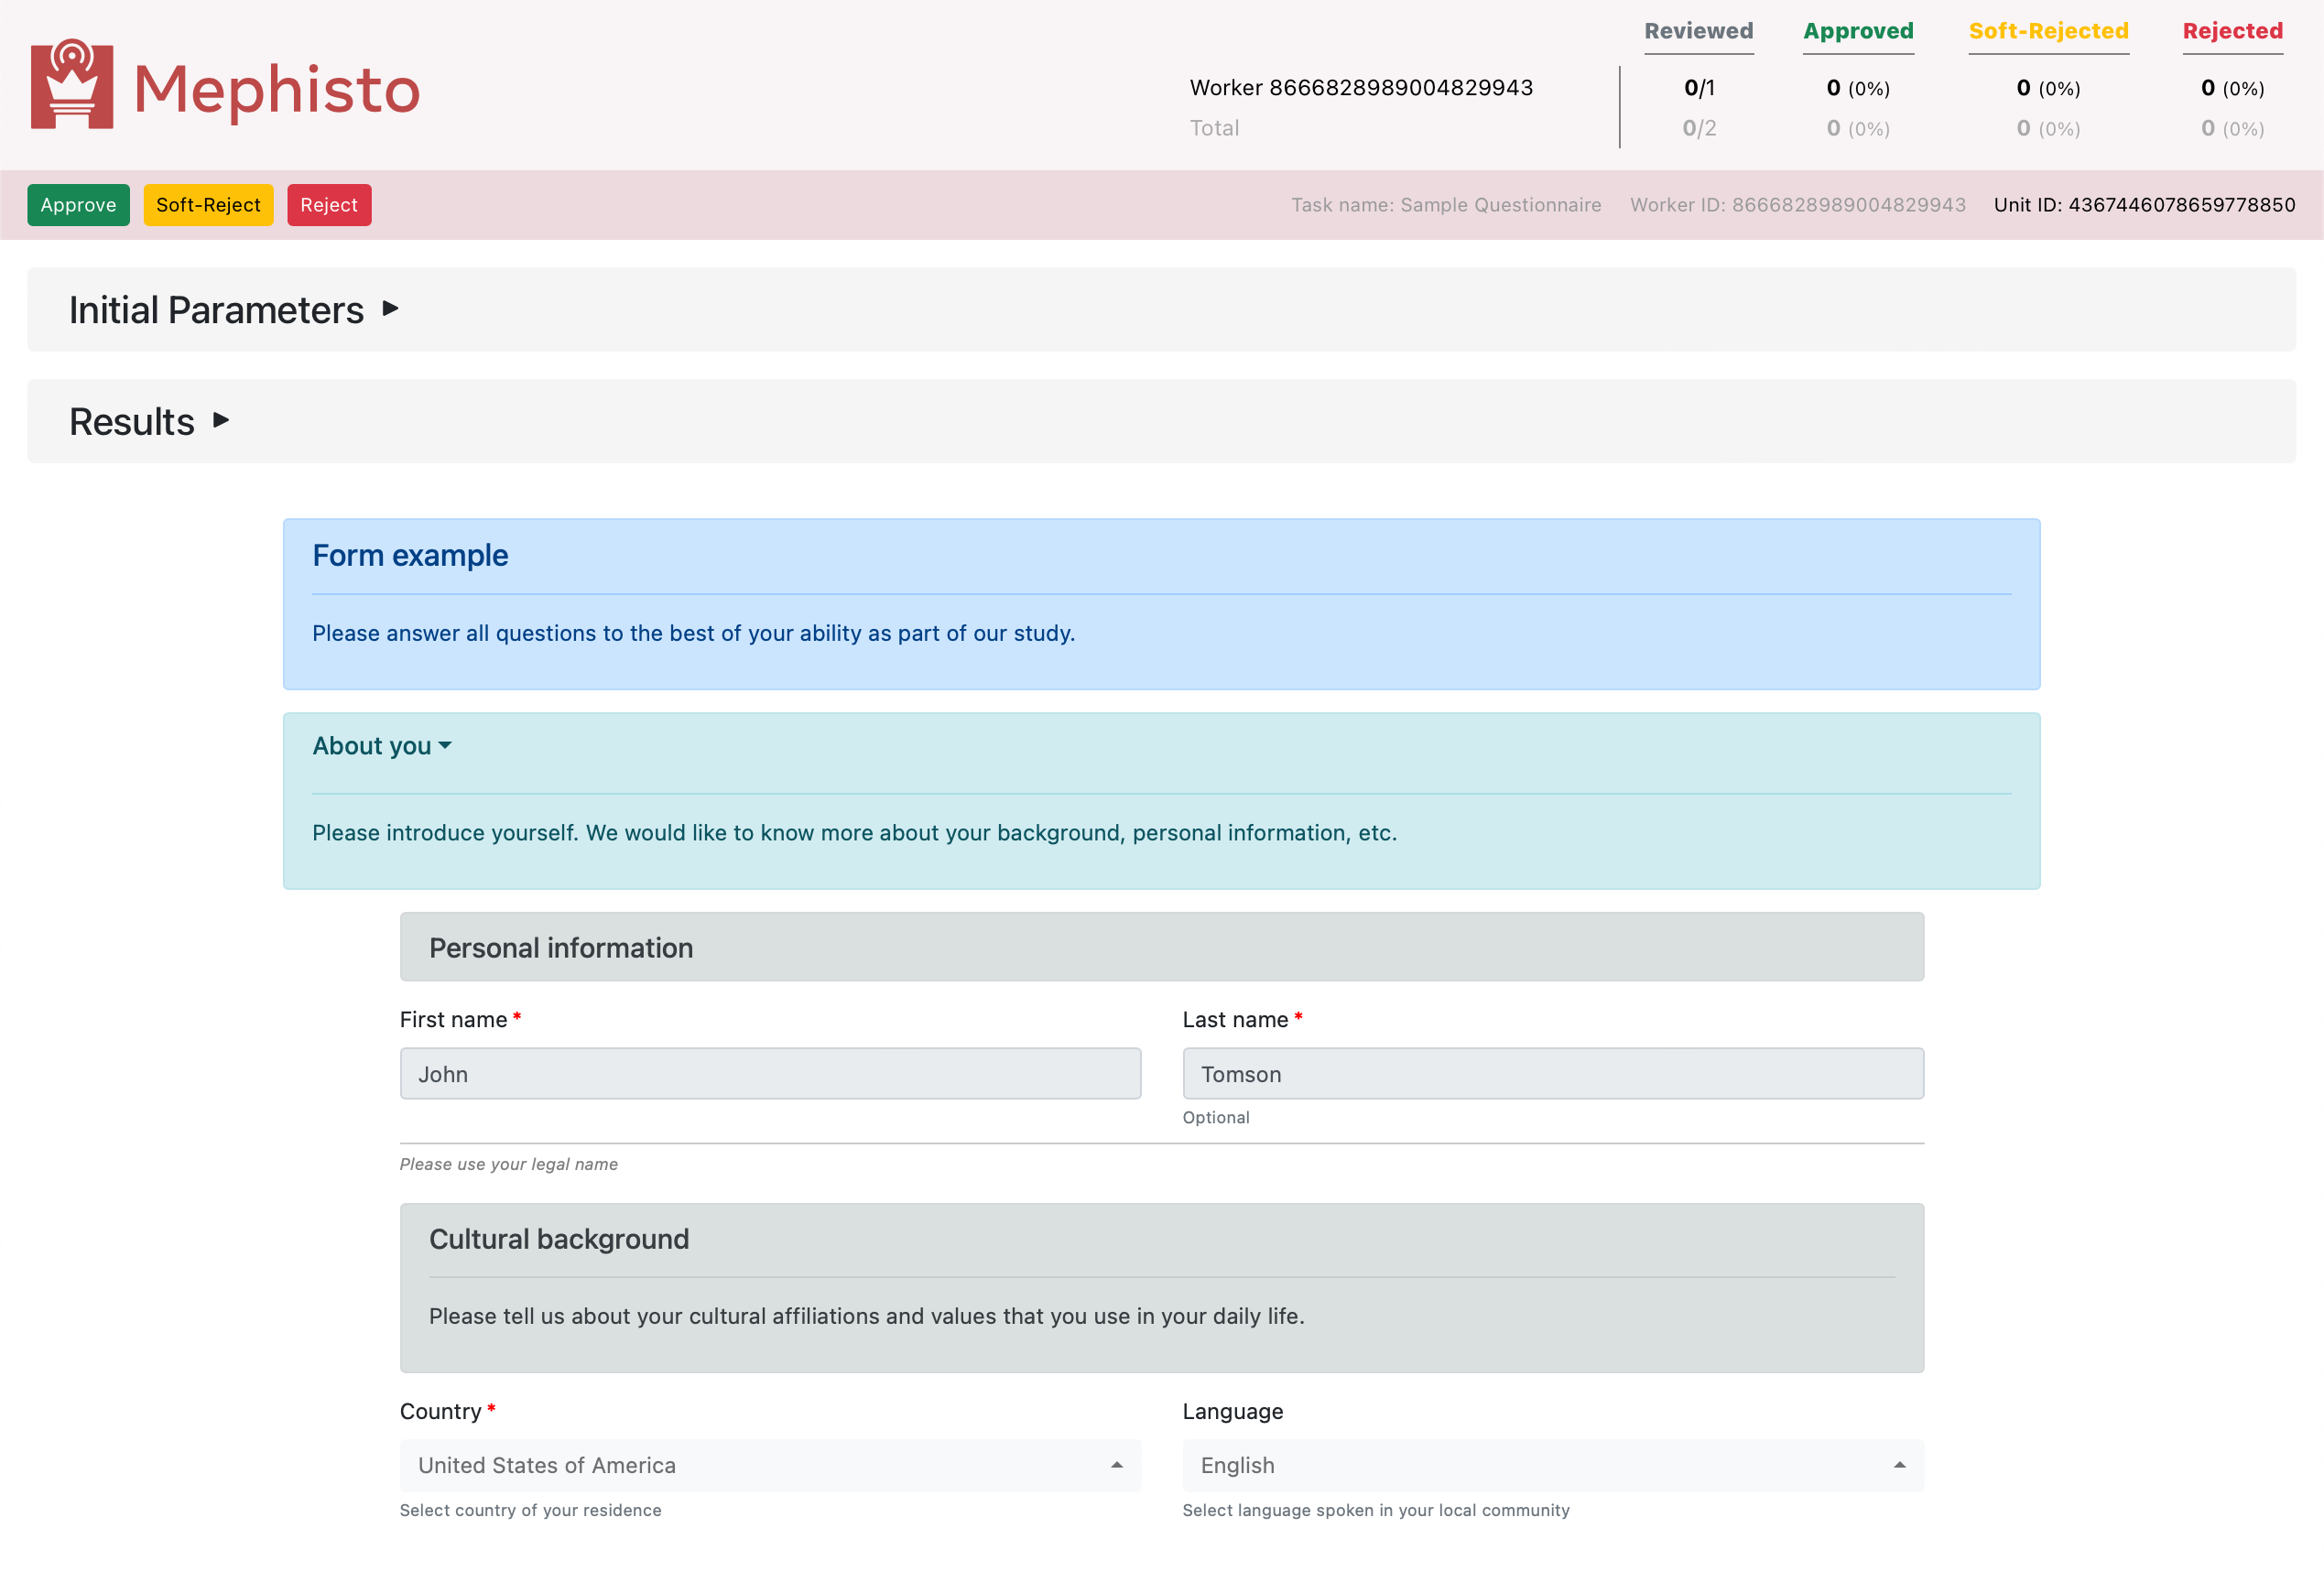 Mephisto
Reviewed Approved Soft-Rejected Rejected
Worker 8666828989004829943 0/1 0 (0%) 0 (0%) 0 (0%)
Total 0/2 0 (0%) 0 (0%) 0 (0%)
Approve Soft-Reject Reject Task name: Sample Questionnaire Worker ID: 8666828989004829943 Unit ID: 4367446078659778850
Initial Parameters
Results
Form example
Please answer all questions to the best of your ability as part of our study.
About you
Please introduce yourself. We would like to know more about your background, personal information, etc.
Personal information
First name * Last name *
John Tomson
Optional
Please use your legal name
Cultural background
Please tell us about your cultural affiliations and values that you use in your daily life.
Country * Language
United States of America English
Select country of your residence Select language spoken in your local community